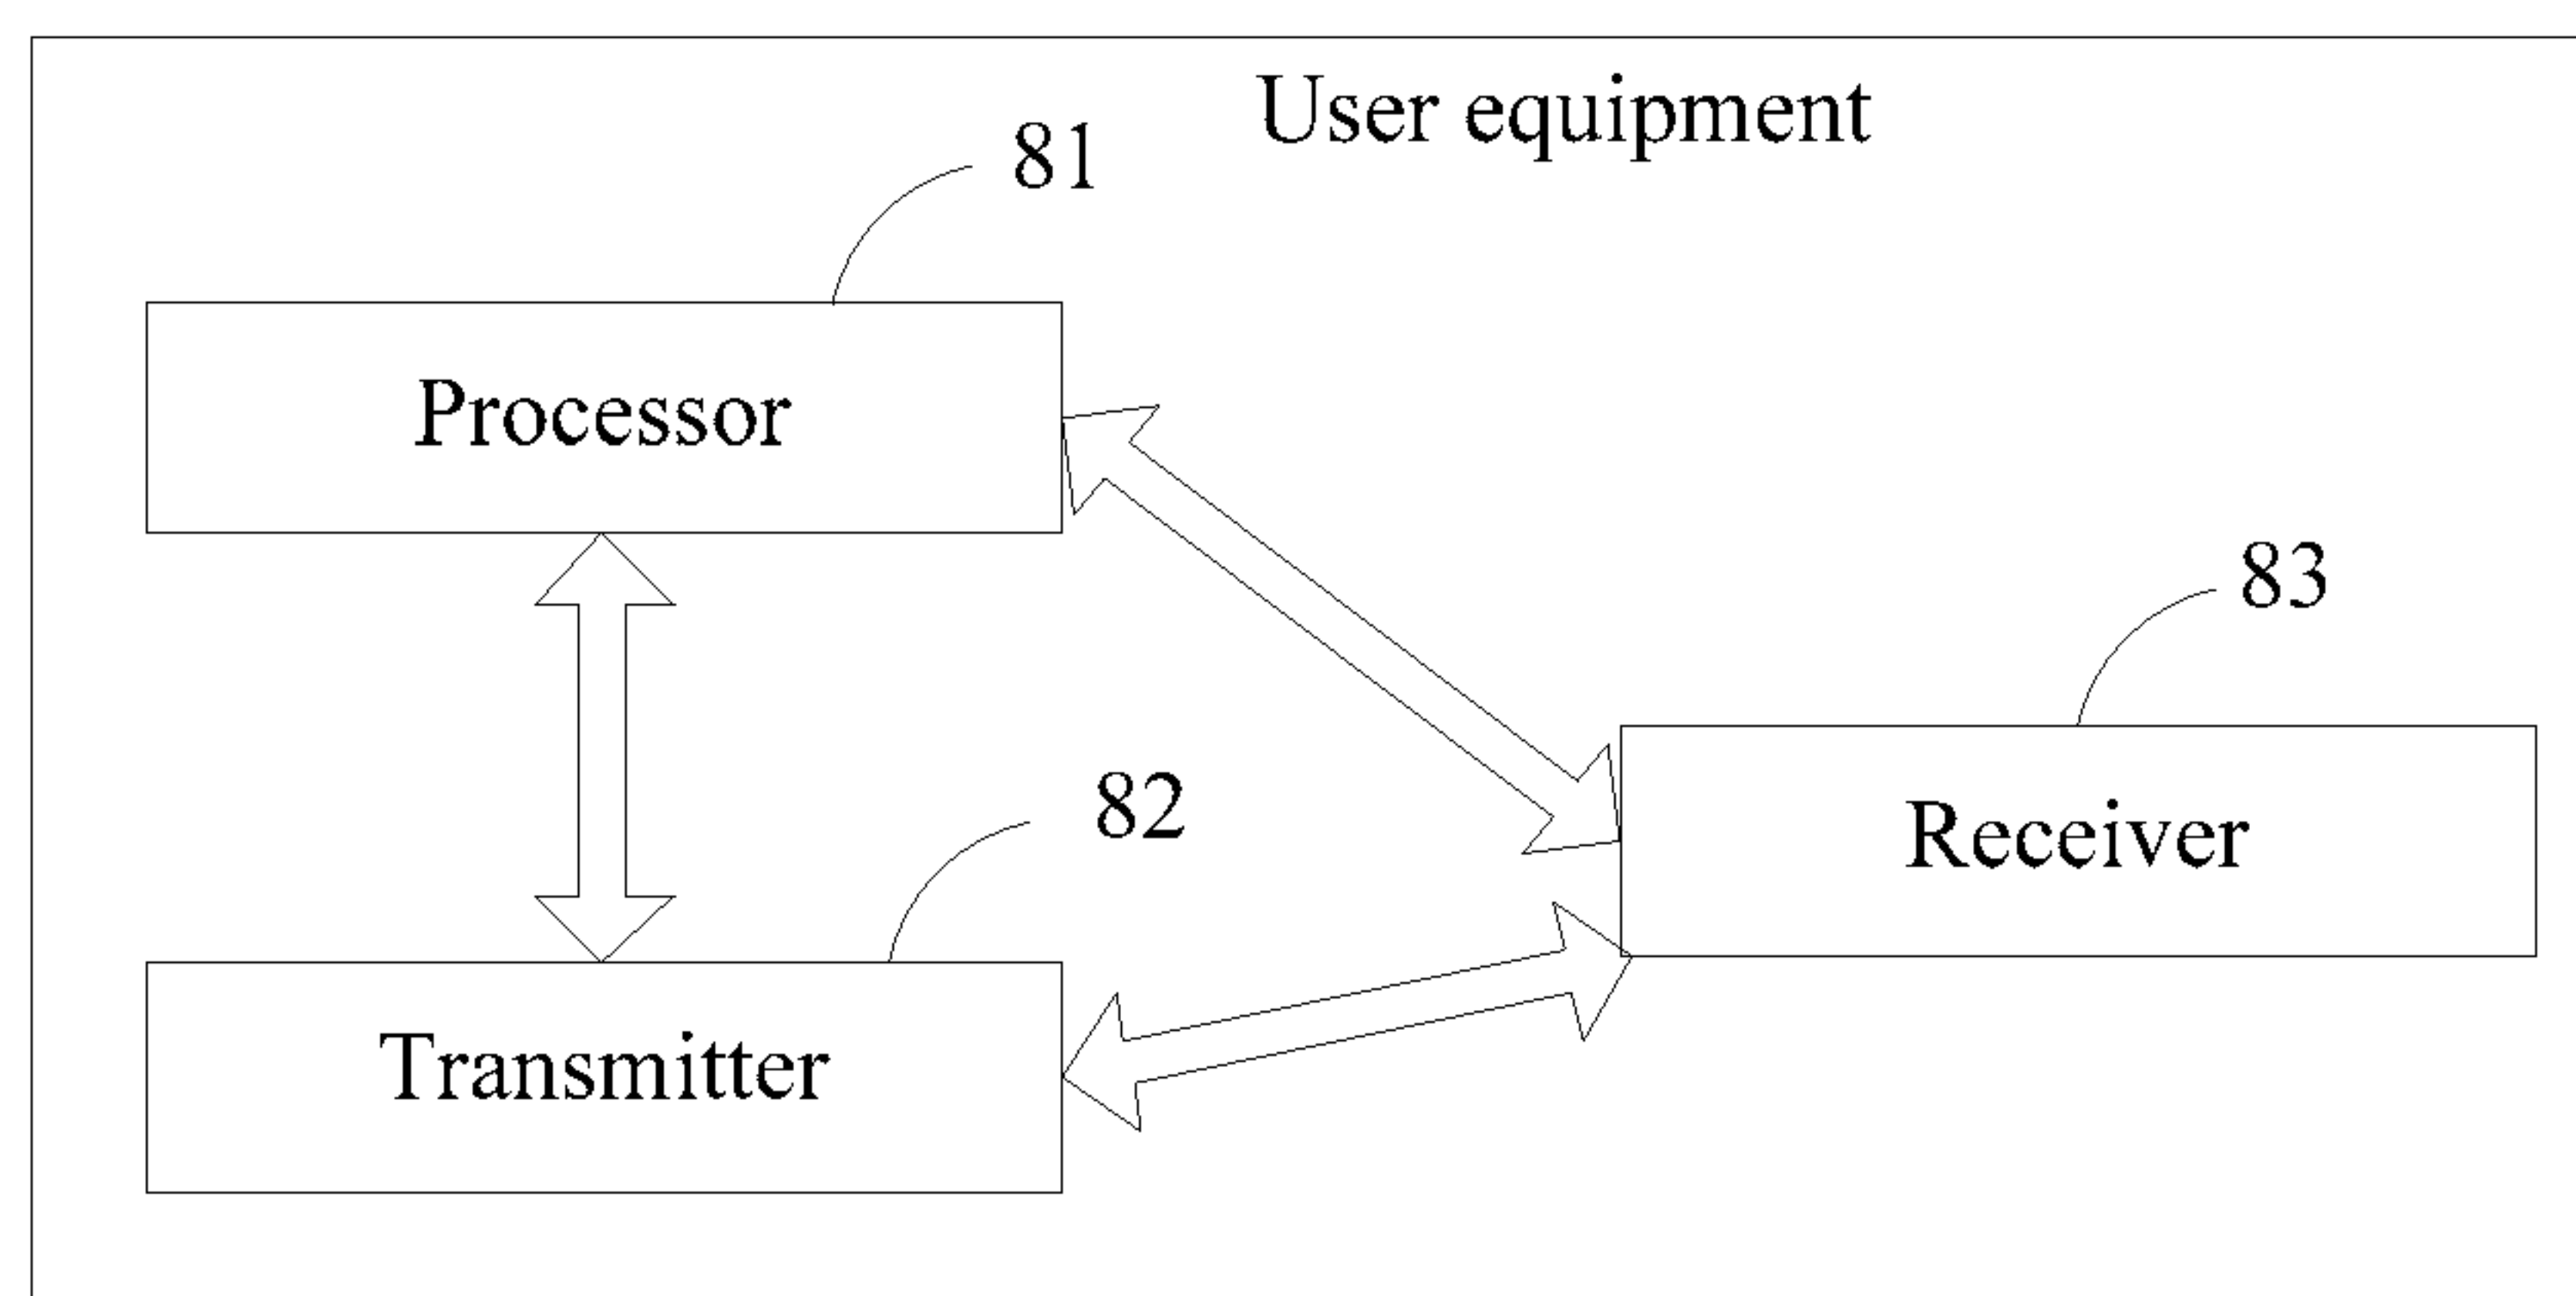 User equipment
81
Processor
83
82
Receiver
Transmitter